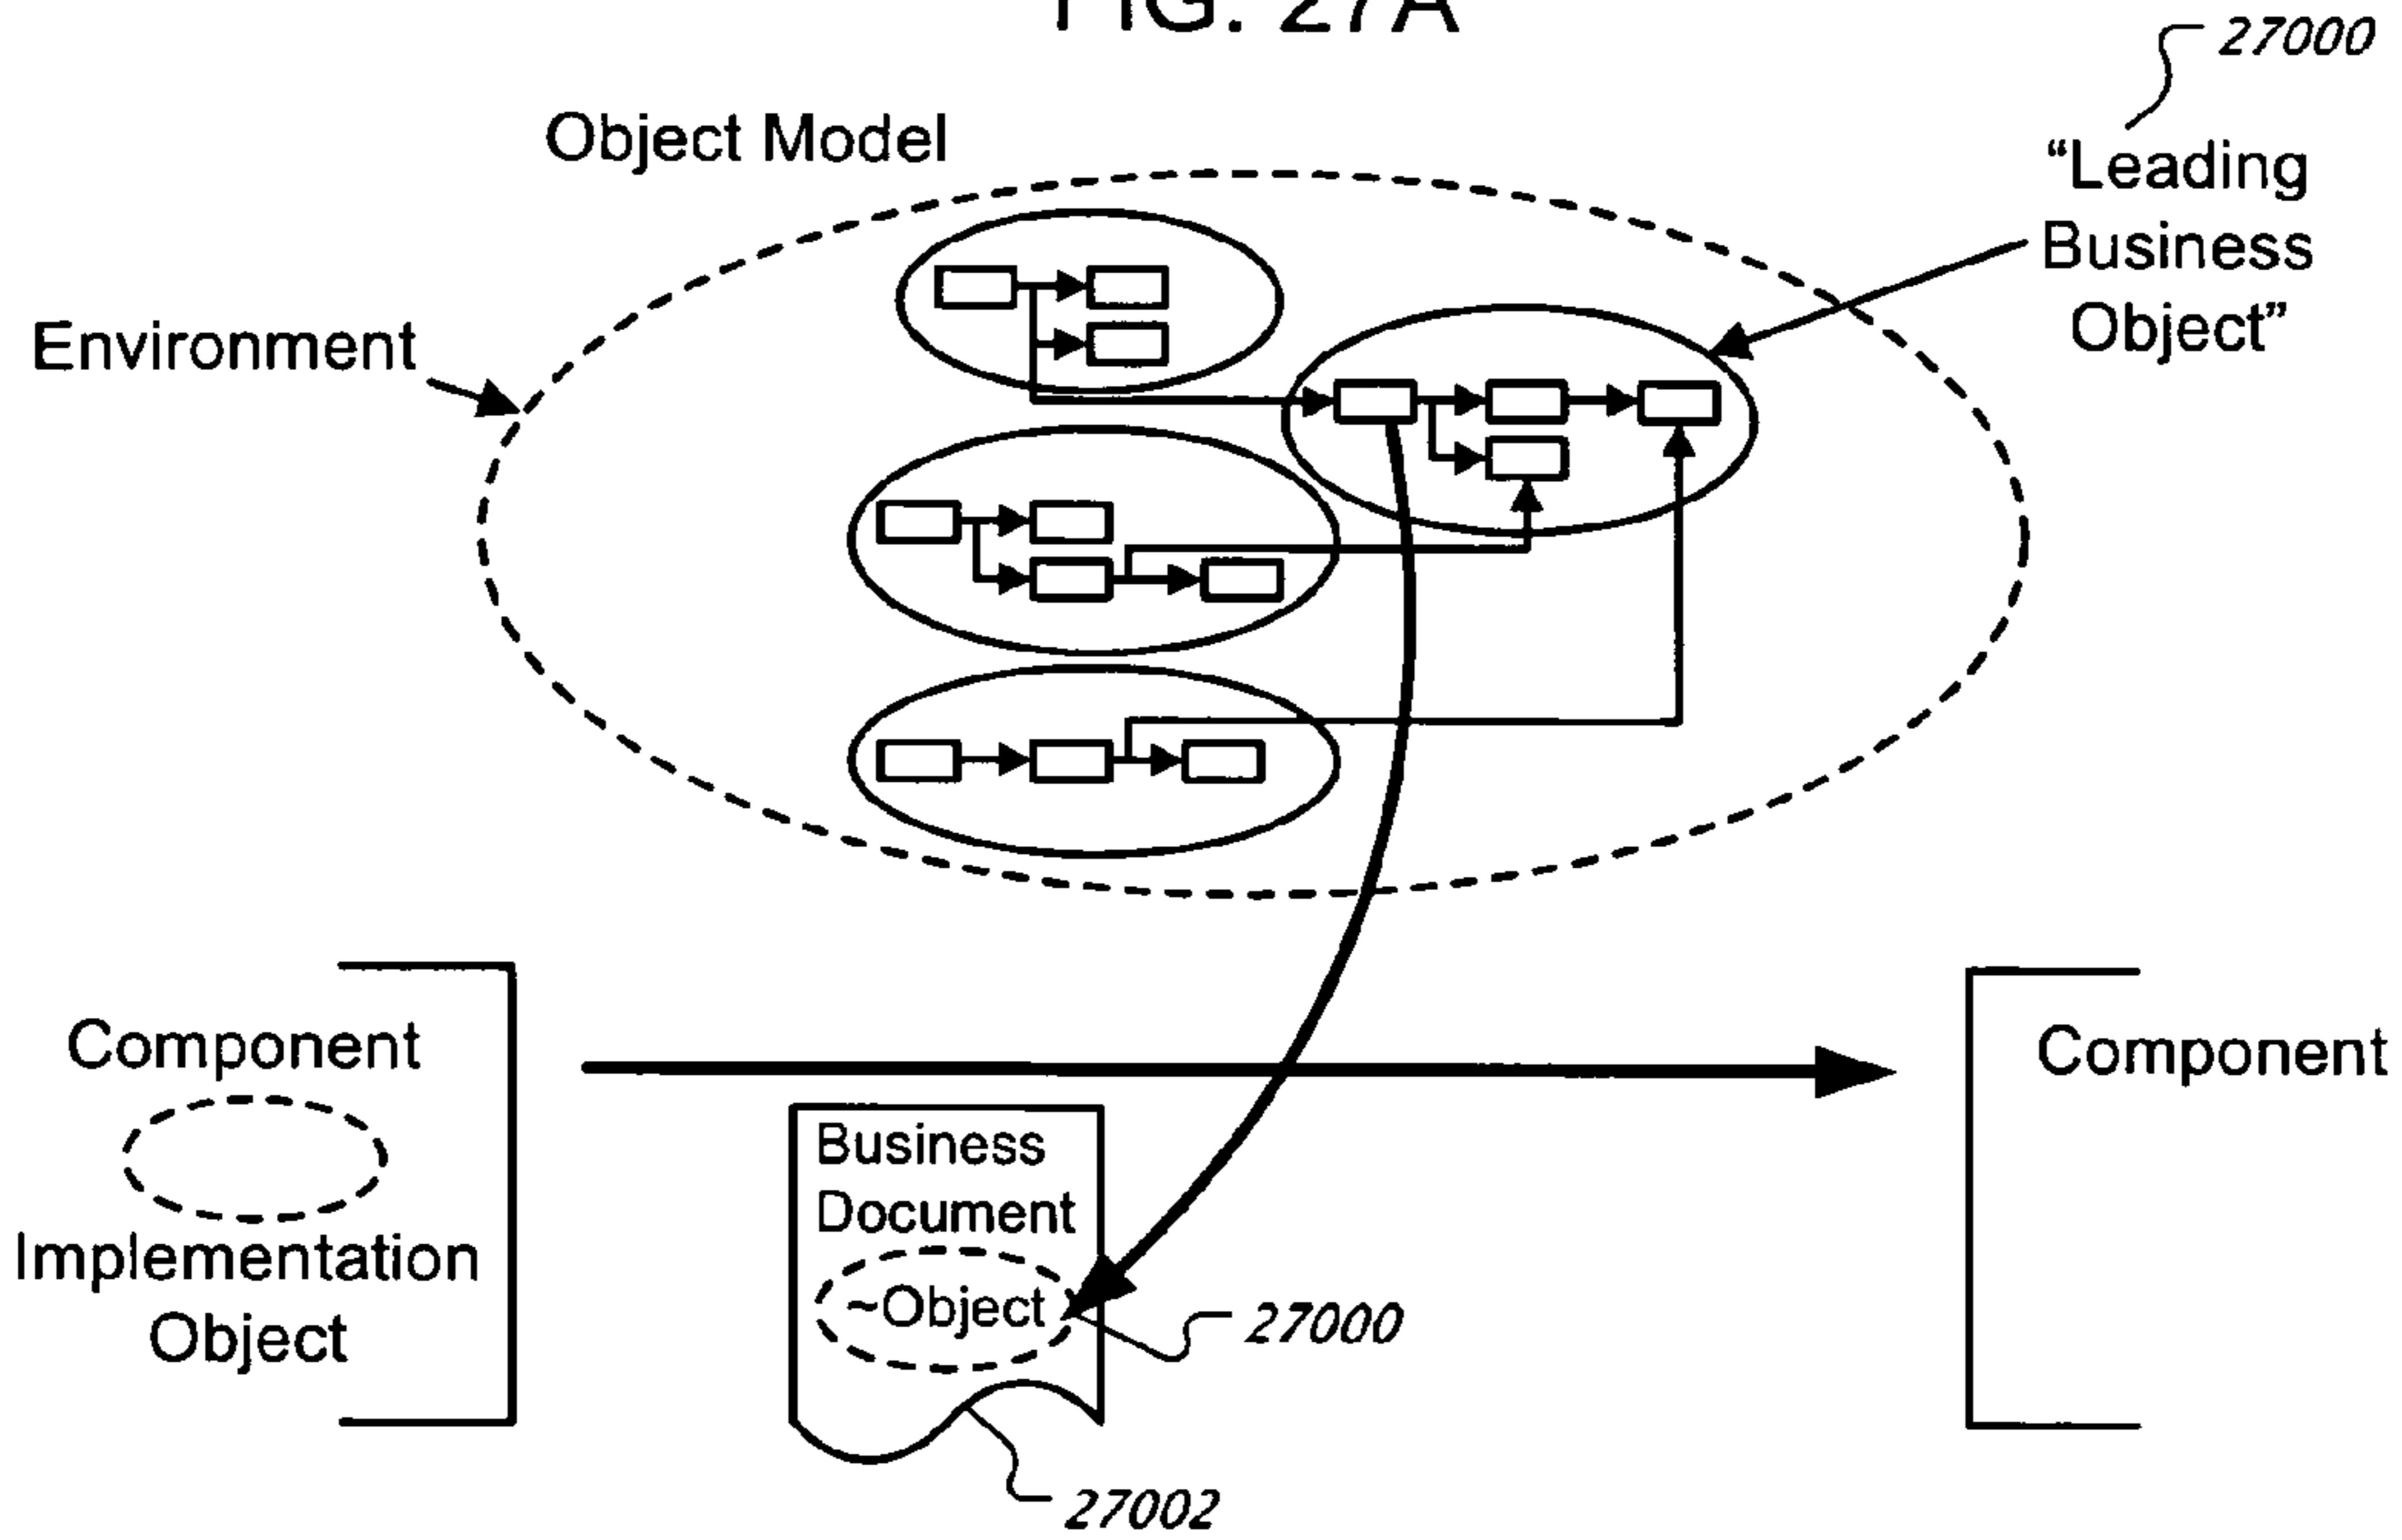 FIG. 27A
27000
Object Model
"Leading
Business
Object"
Environment
Component
Implementation
Object
Business
Document
~Object
27000
27002
Component